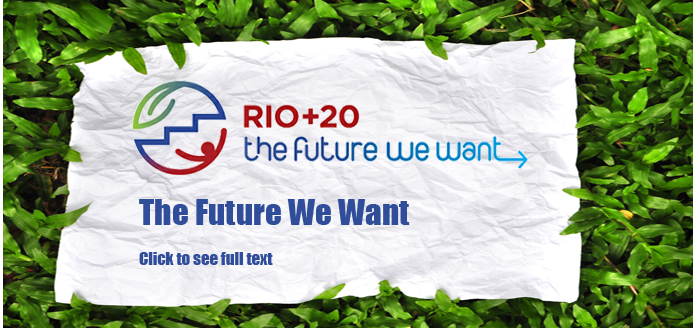 RIO+20
the future we want
The Future We Want
Click to see full text